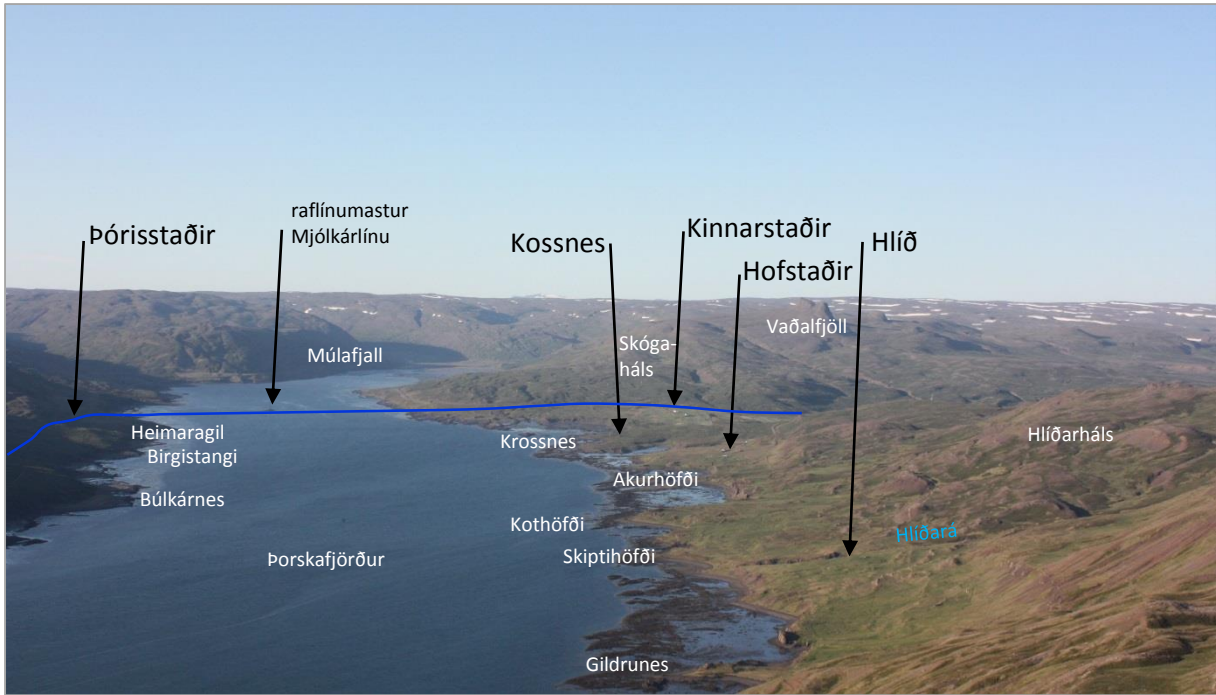 raflínumastur
Mjólkárlínu
Þórisstaðir
Kossnes
Kinnarstaðir
Hlíð
Hofstaðir
Vaðalfjöll
Múlafjall
Skóga-
háls
Heimaragil
Birgistangi
Krossnes
Hlíðarháls
Akurhöfði
Búlkárnes
Kothöfði
Hlíðará
Þorskafjörður
Skiptihöfði
Gildrunes